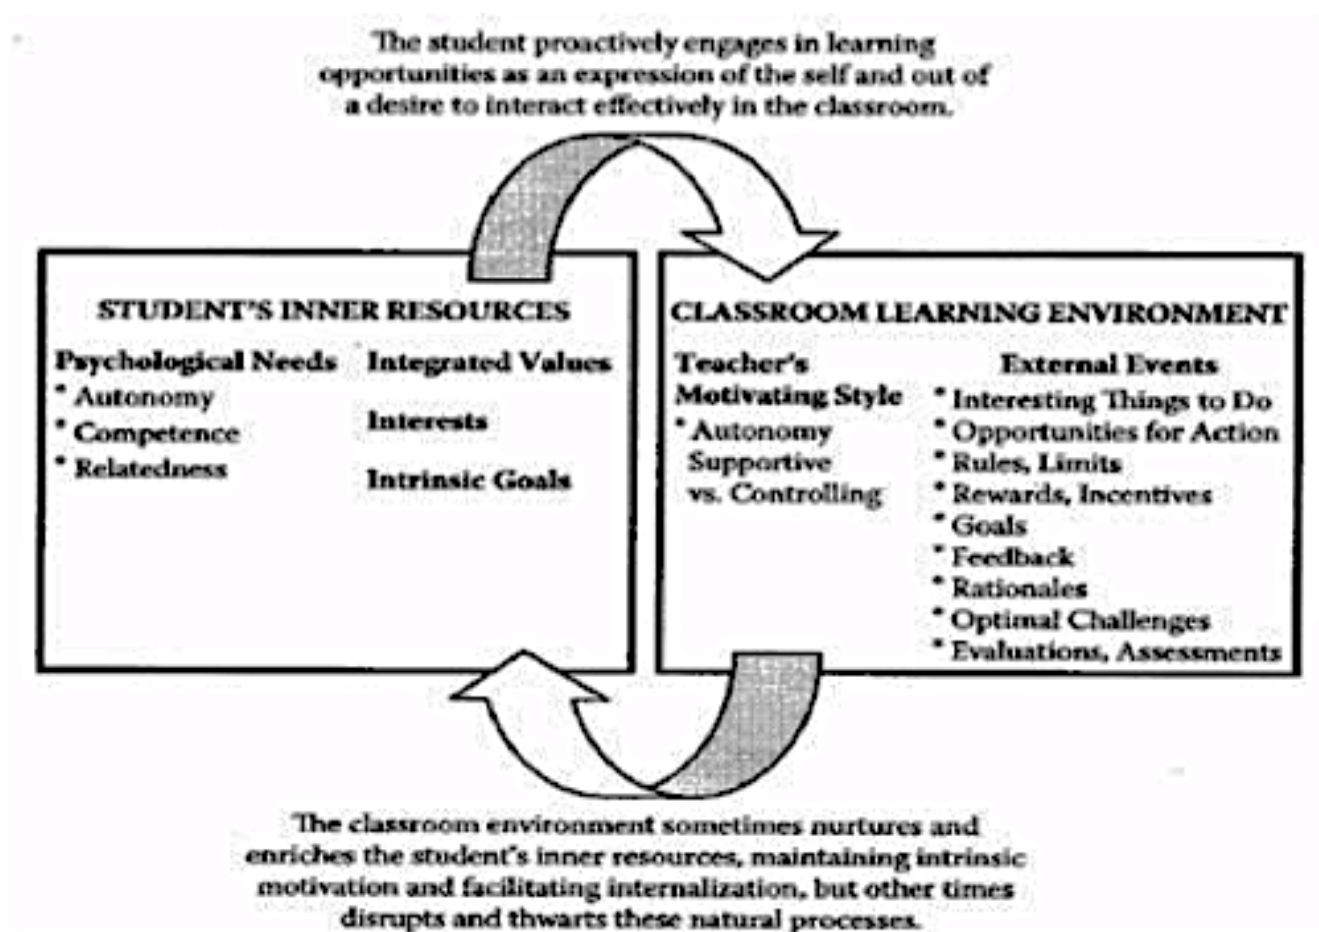 The student proactively engages in learning
opportunities as an expression of the self and out of
a desire to interact effectively in the classroom.
STUDENT'S INNER RESOURCES
Psychological Needs
* Autonomy
* Competence
* Relatedness
Integrated Values
Interests
Intrinsic Goals
CLASSROOM LEARNING ENVIRONMENT
Teacher's
Motivating Style
* Autonomy
Supportive
vs. Controlling
External Events
* Interesting Things to Do
* Opportunities for Action
* Rules, Limits
* Rewards, Incentives
* Goals
* Feedback
* Rationales
* Optimal Challenges
* Evaluations, Assessments
The classroom environment sometimes nurtures and
enriches the student's inner resources, maintaining intrinsic
motivation and facilitating internalization, but other times
disrupts and thwarts these natural processes.